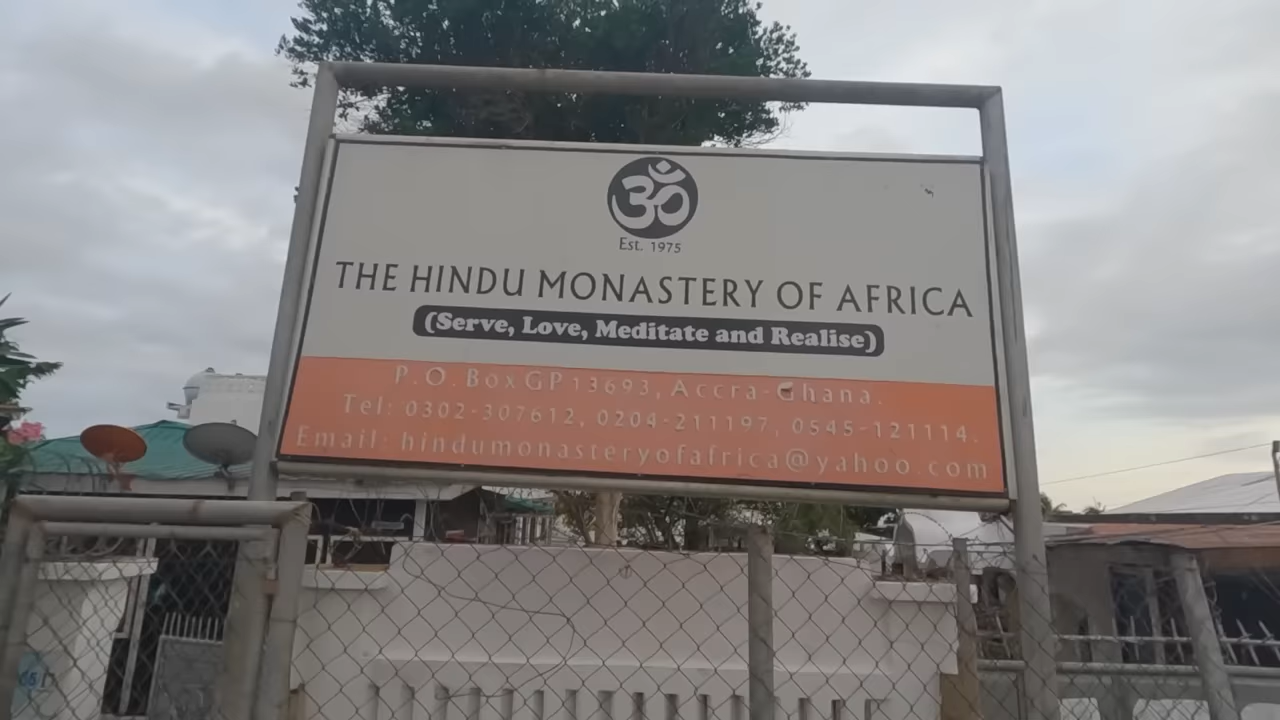 ॐ
Est. 1975
THE HINDU MONASTERY OF AFRICA
(Serve, Love, Meditate and Realise)
P.O. Box GP 13693, Accra-Ghana.
Tel: 0302-307612, 0204-211197, 0545-121114.
Email: hindumonasteryofafrica@yahoo.com